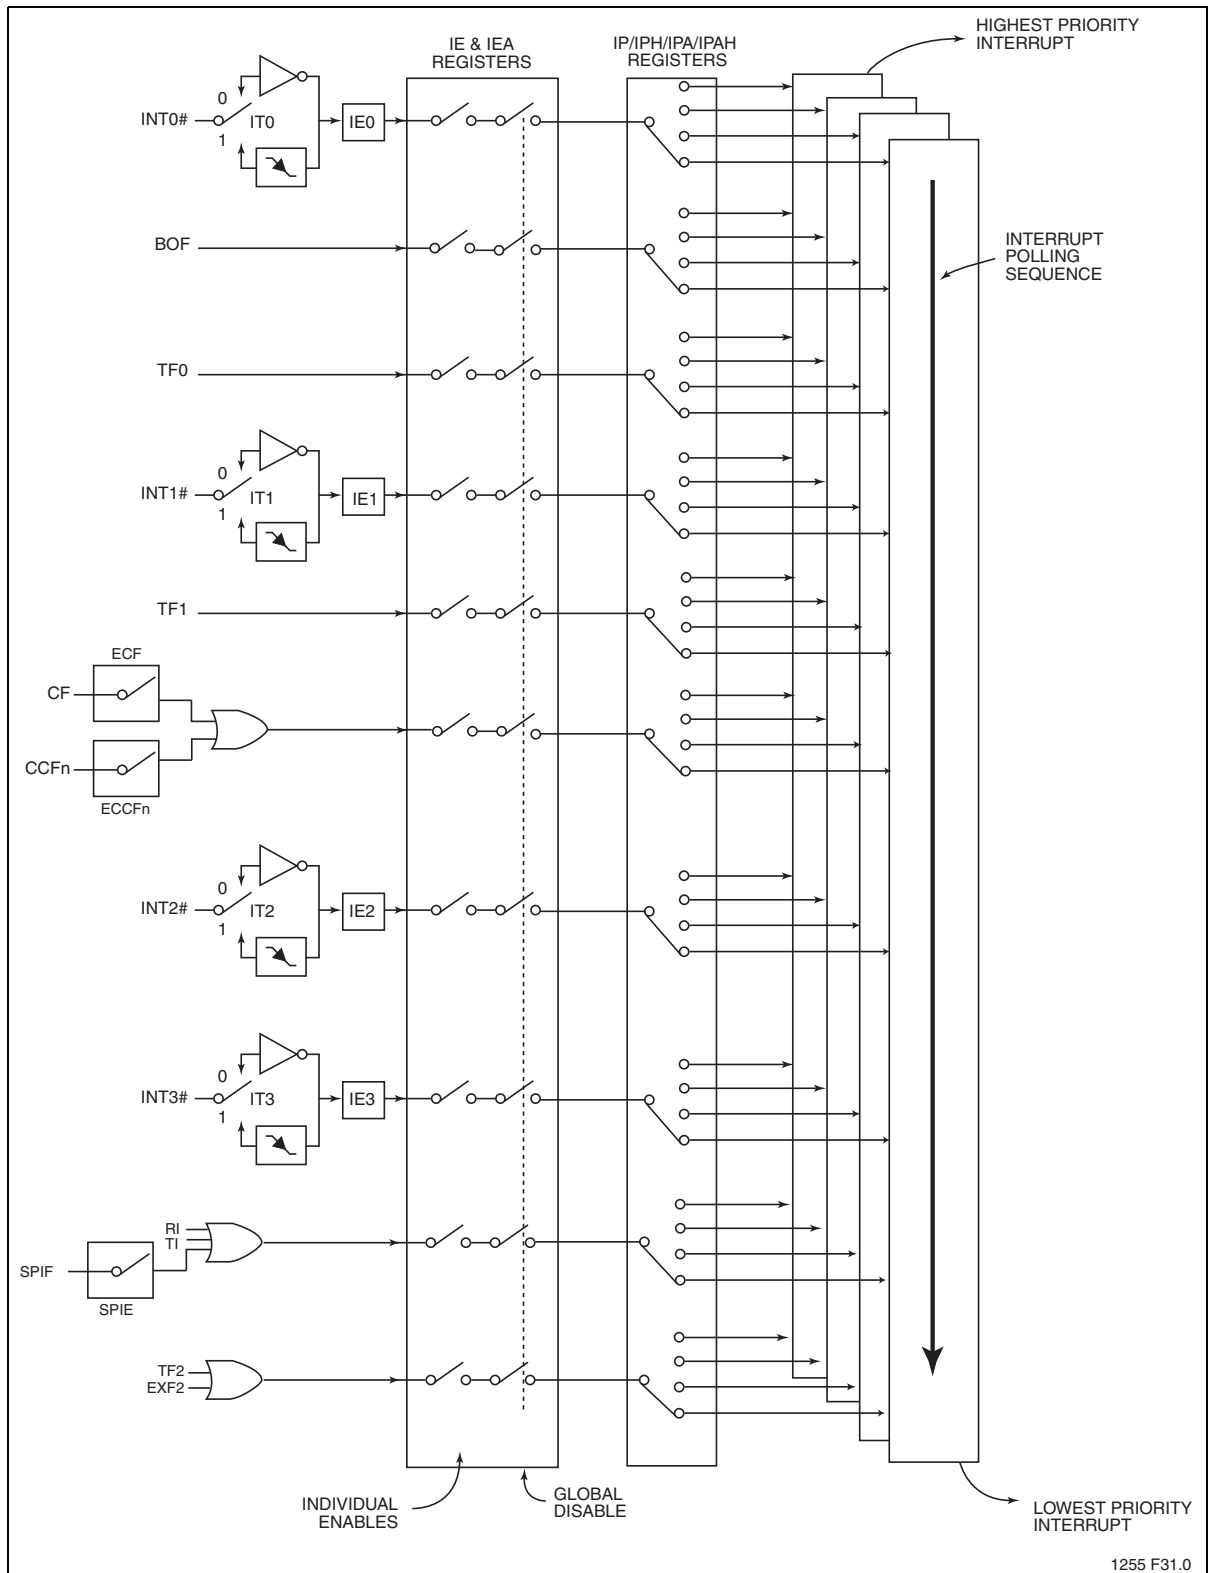 HIGHEST PRIORITY
INTERRUPT
IE & IEA
REGISTERS
IP/IPH/IPA/IPAH
REGISTERS
0
INT0#
IT0
1
IE0
BOF
INTERRUPT
POLLING
SEQUENCE
TF0
0
INT1#
IT1
1
IE1
TF1
ECF
CF
CCFn
ECCFn
0
INT2#
IT2
1
IE2
0
INT3#
IT3
1
IE3
RI
TI
SPIF
SPIE
TF2
EXF2
INDIVIDUAL
ENABLES
GLOBAL
DISABLE
LOWEST PRIORITY
INTERRUPT
1255 F31.0